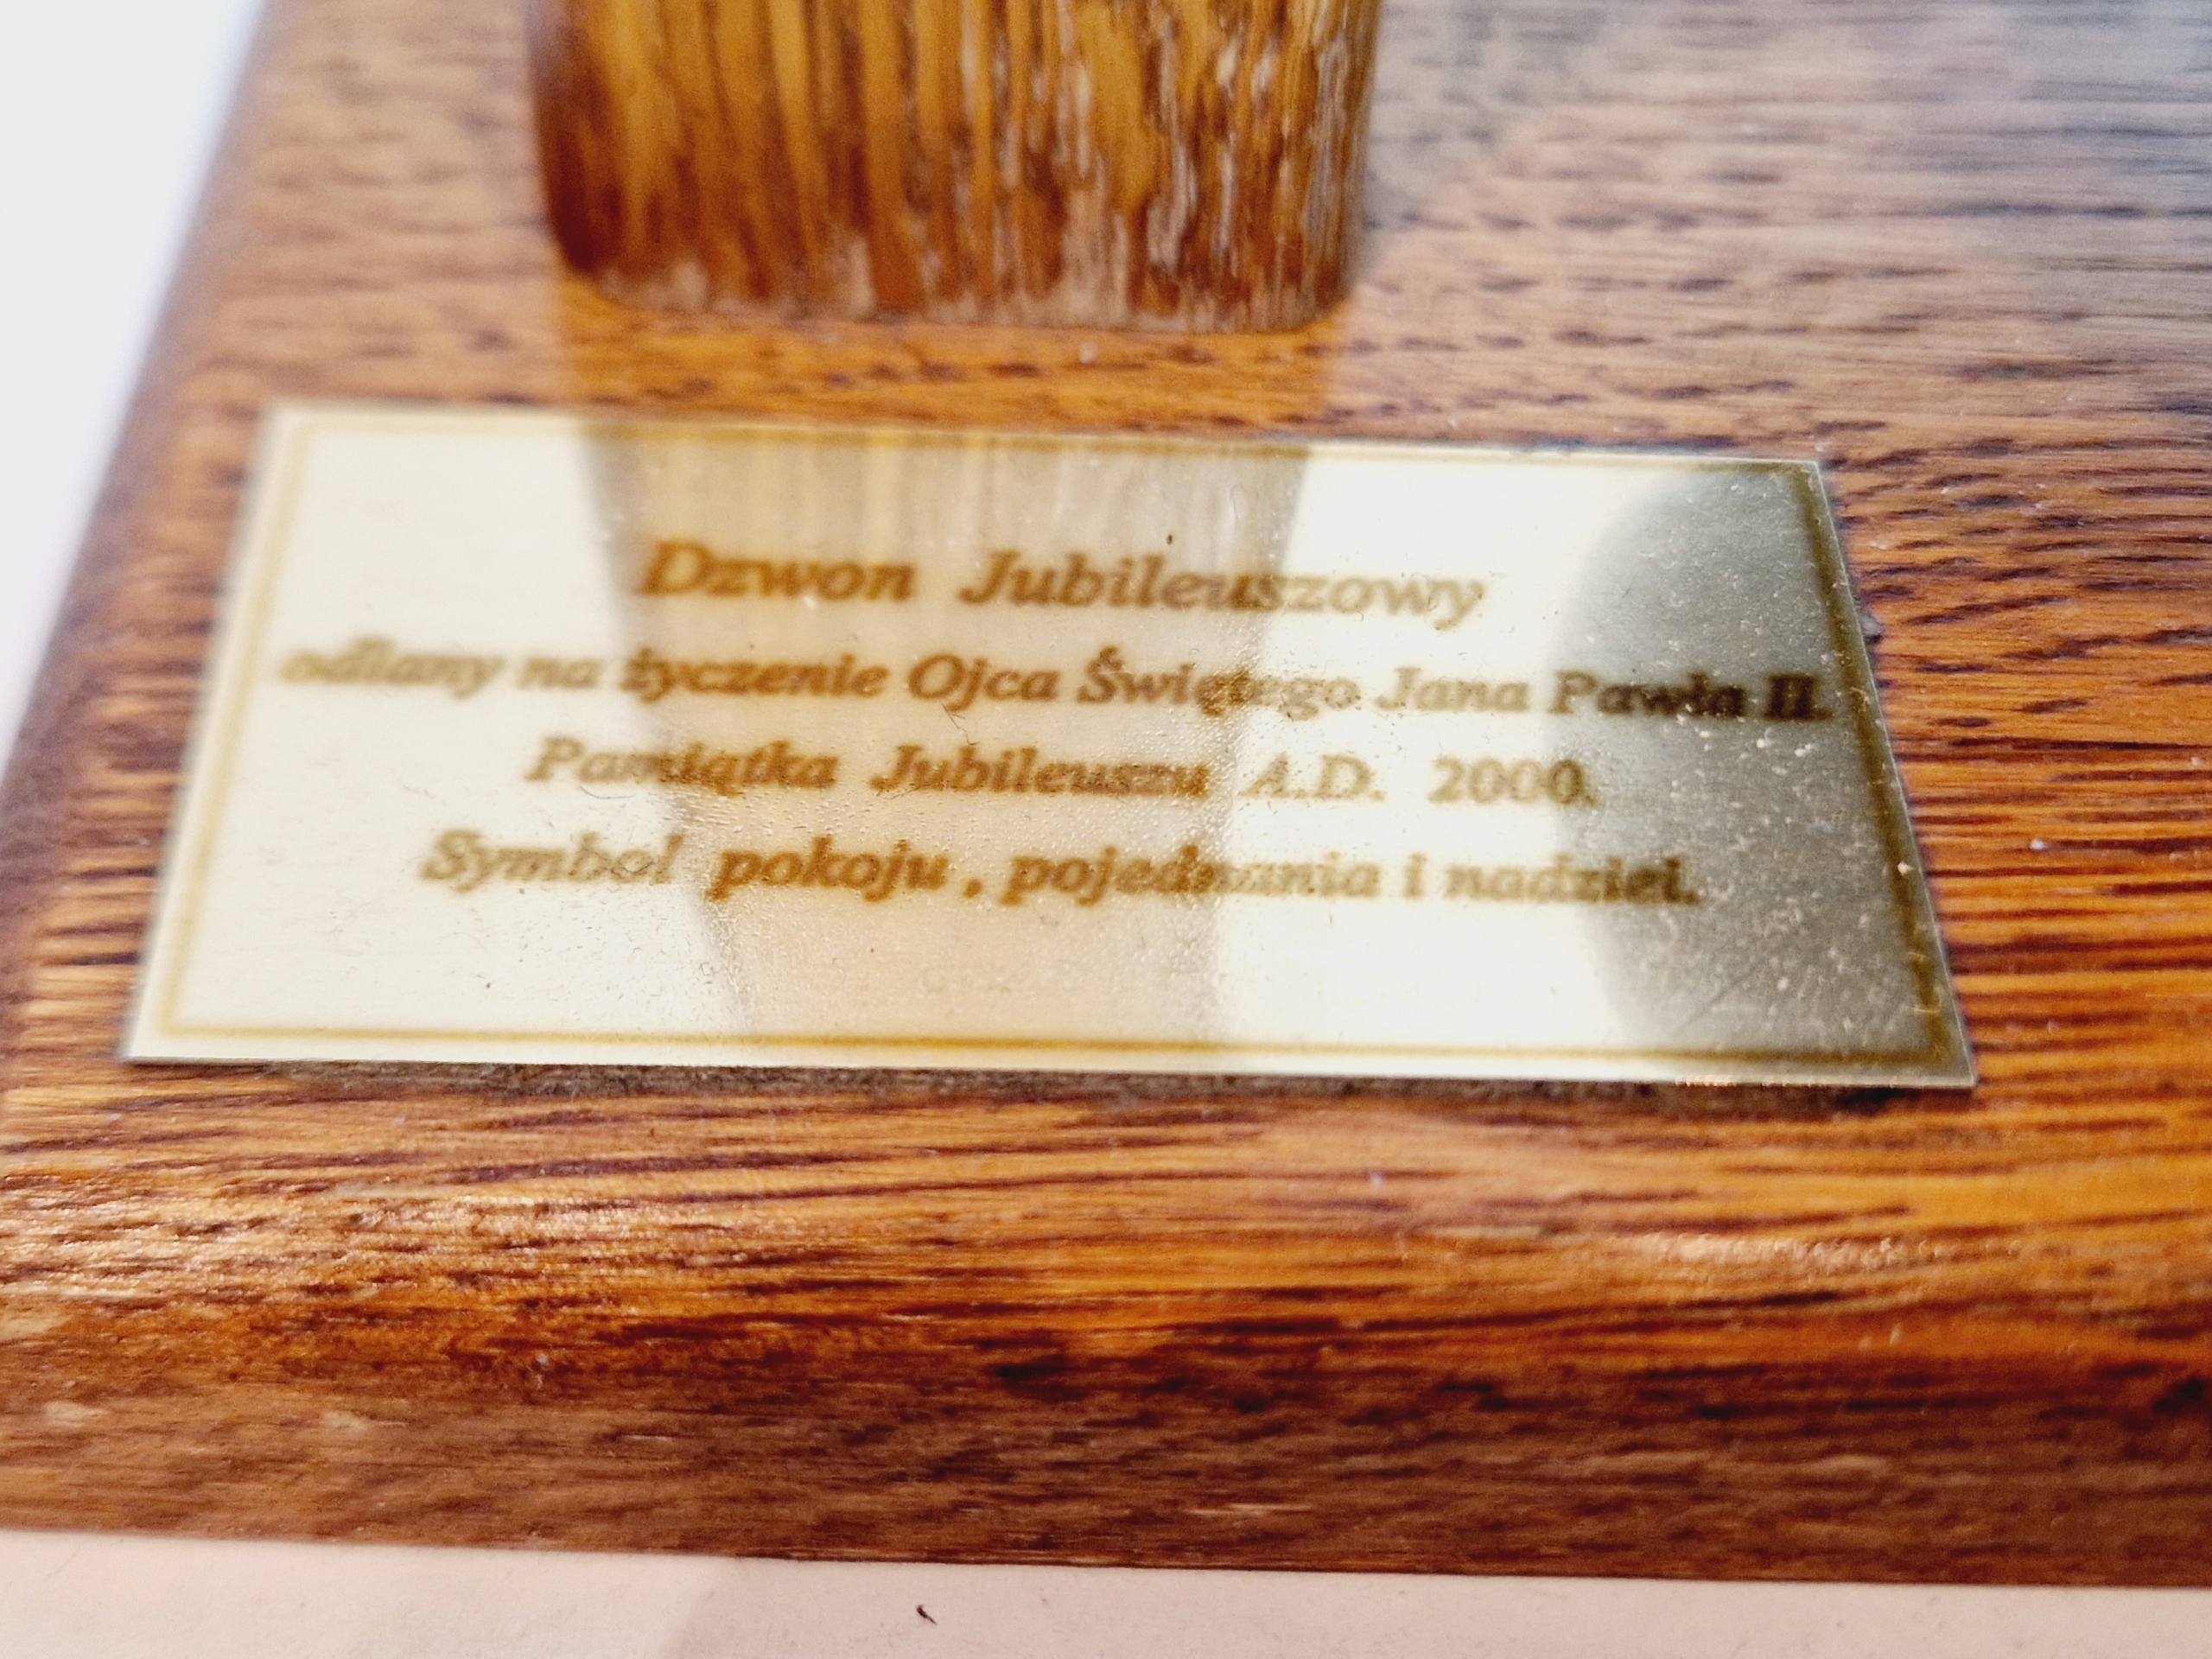 Dzwon Jubileuszowy
odlany na życzenie Ojca Świętego Jana Pawła II.
Pamiątka Jubileuszu A.D. 2000.
Symbol pokoju , pojednania i nadziei.